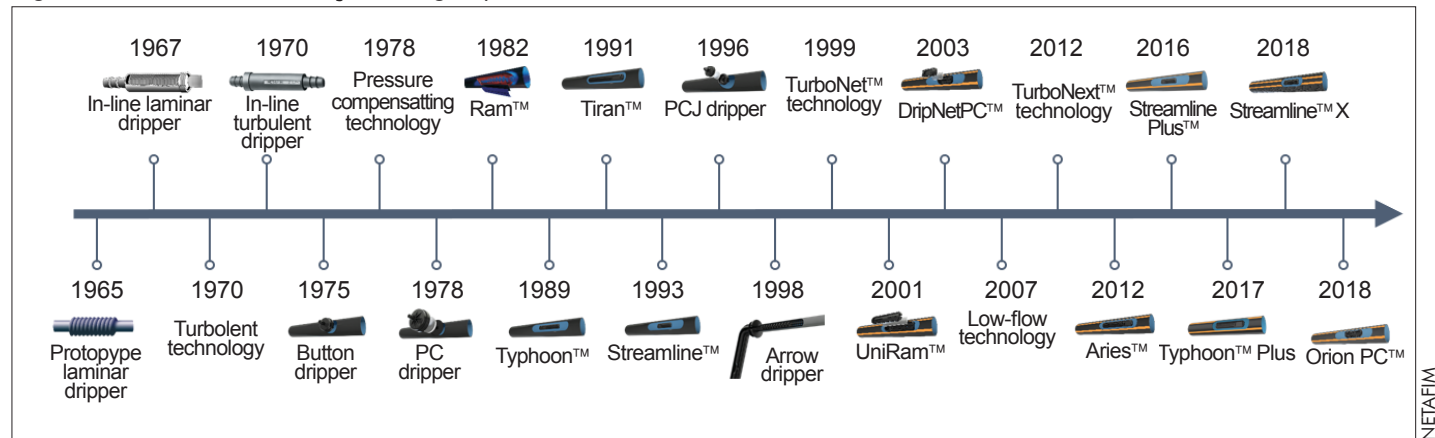 1967
In-line laminar
dripper
1970
In-line
turbulent
dripper
1978
Pressure
compensatting
technology
1982
Ram™
1991
Tiran™
1996
PCJ dripper
1999
TurboNet™
technology
2003
DripNetPC™
2012
TurboNext™
technology
2016
Streamline
Plus™
2018
Streamline™ X
1965
Protopype
laminar
dripper
1970
Turbolent
technology
1975
Button
dripper
1978
PC
dripper
1989
Typhoon™
1993
Streamline™
1998
Arrow
dripper
2001
UniRam™
2007
Low-flow
technology
2012
Aries™
2017
Typhoon™ Plus
2018
Orion PC™
NETAFIM